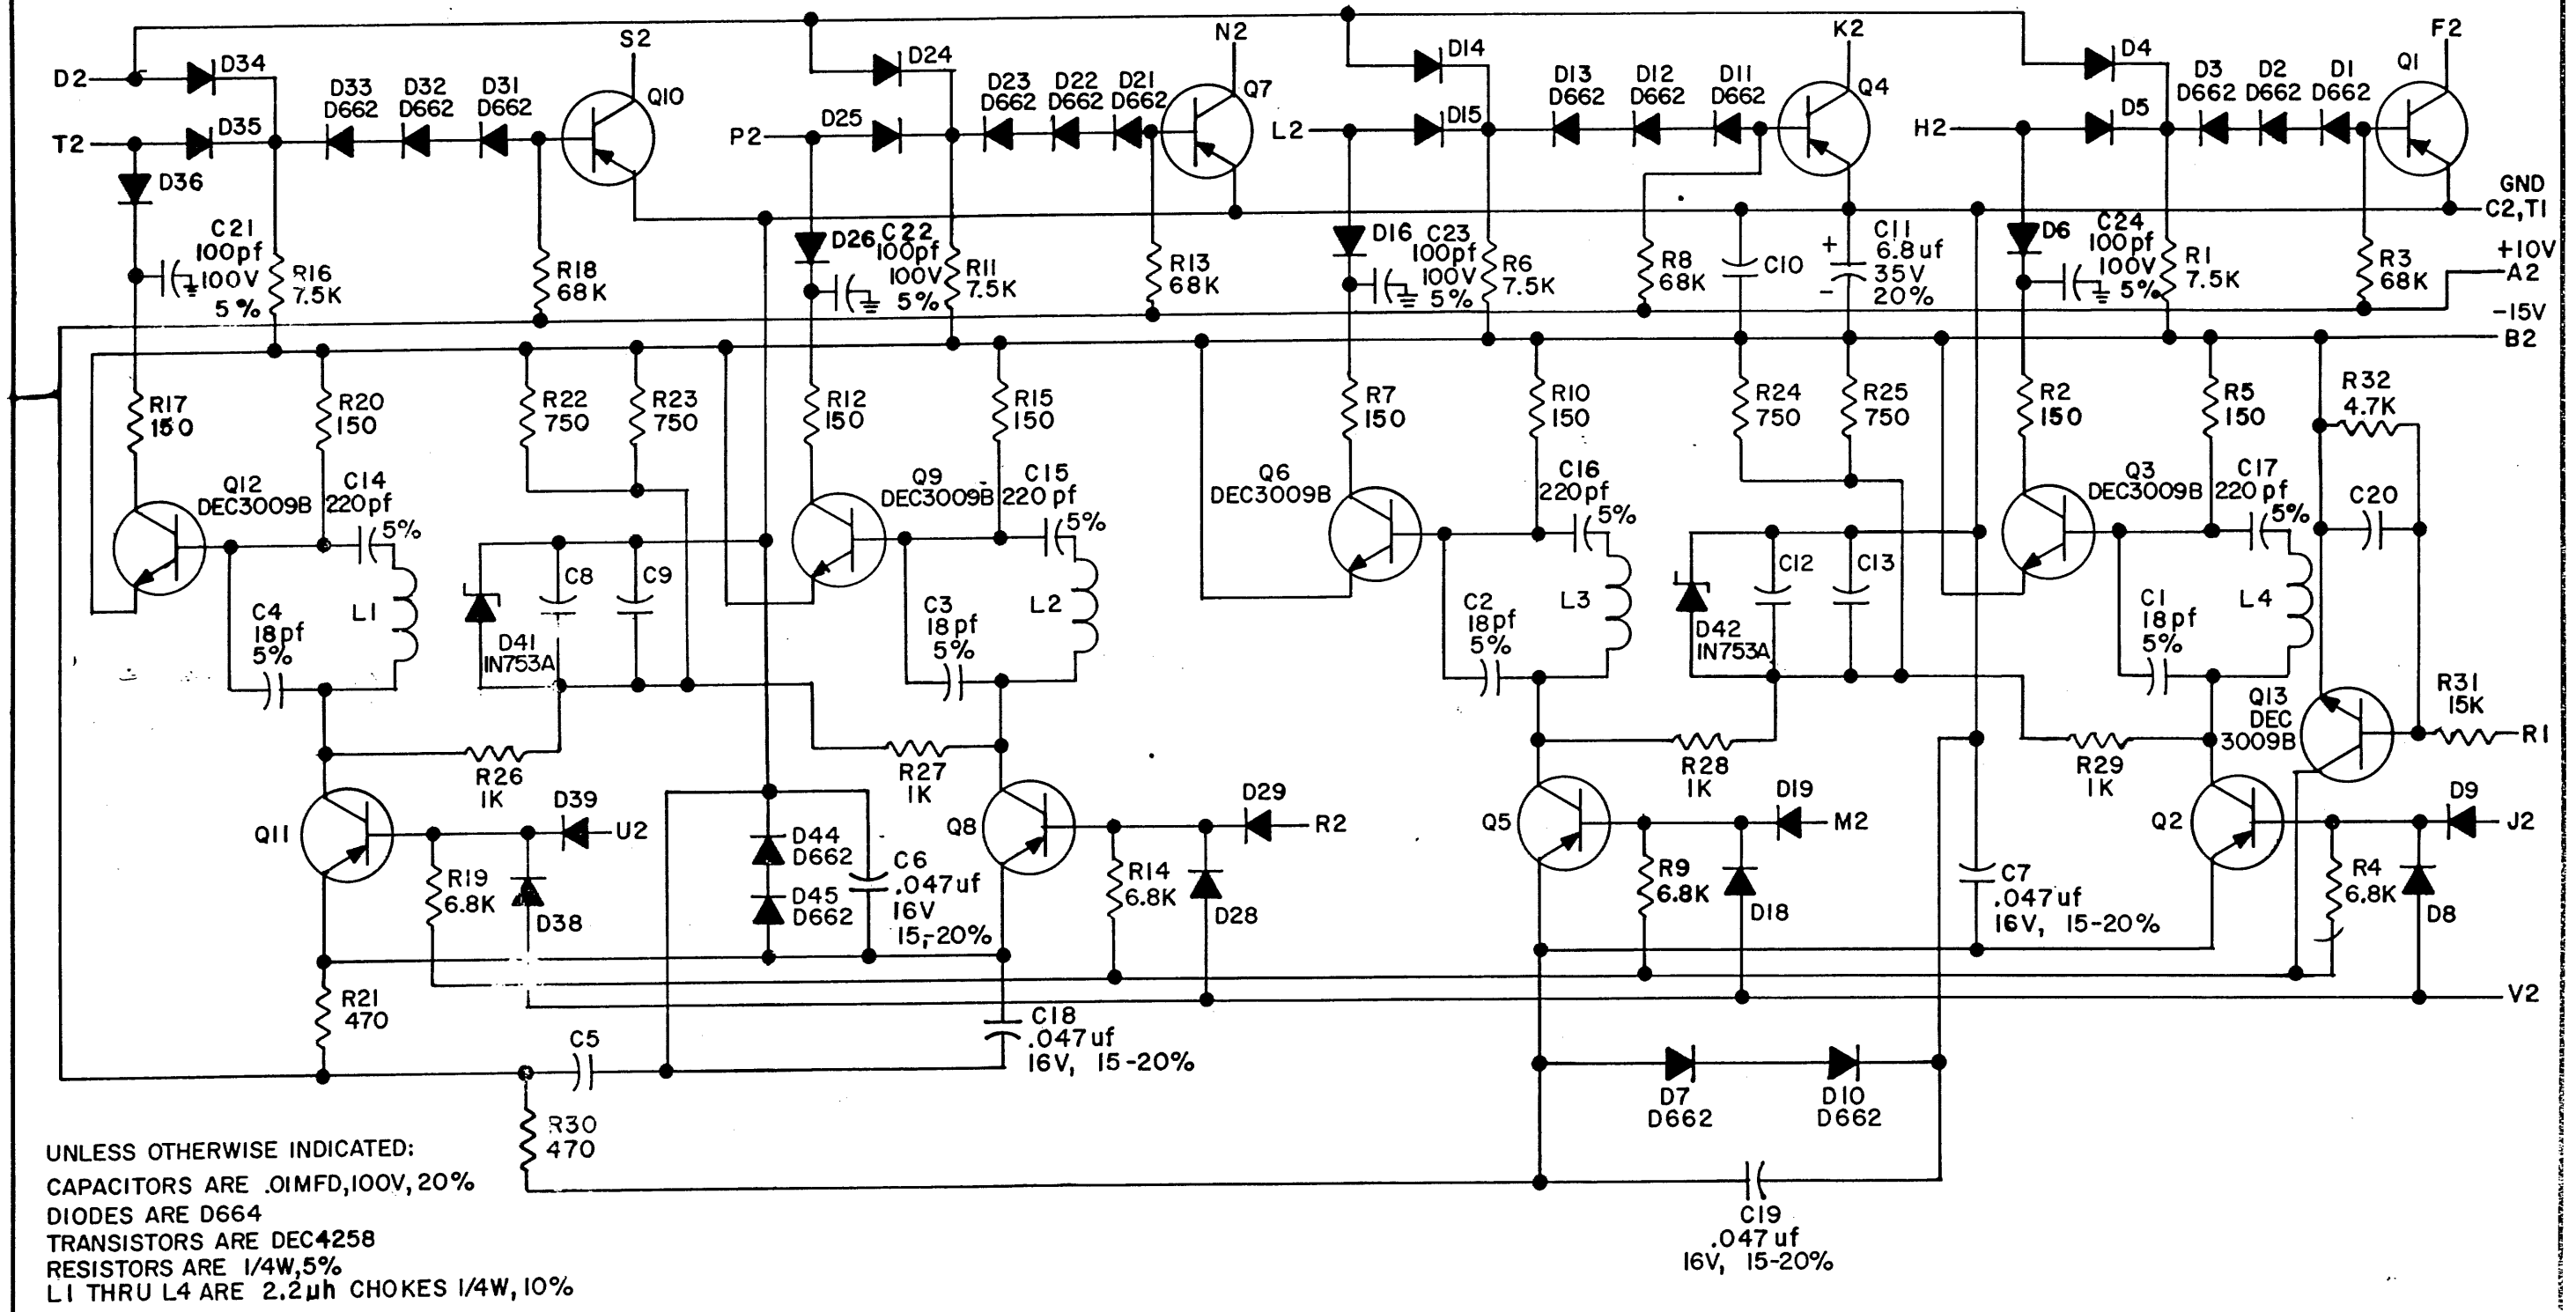 S2
N2
K2
F2
D2
D34
D24
D14
D4
Q1
D33
D662
D32
D662
D31
D662
Q10
D23
D662
D22
D662
D21
D662
Q7
D13
D662
D12
D662
D11
D662
Q4
D3
D662
D2
D662
D1
D662
T2
D35
P2
D25
L2
D15
H2
D5
D36
GND
C2,T1
C21
100pf
100V
5%
R16
7.5K
R18
68K
D26
C22
100pf
100V
5%
R11
7.5K
R13
68K
D16
C23
100pf
100V
5%
R6
7.5K
R8
68K
C10
+
C11
6.8uf
35V
20%
-
D6
C24
100pf
100V
5%
R1
7.5K
R3
68K
+10V
A2
-15V
B2
R17
150
R20
150
R22
750
R23
750
R12
150
R15
150
R7
150
R10
150
R24
750
R25
750
R2
150
R5
150
R32
4.7K
Q12
DEC3009B
C14
220pf
5%
Q9
DEC3009B
C15
220pf
5%
Q6
DEC3009B
C16
220pf
5%
Q3
DEC3009B
C17
220pf
5%
C20
C4
18pf
5%
L1
D41
IN753A
C8
C9
C3
18pf
5%
L2
C2
18pf
5%
L3
D42
IN753A
C12
C13
C1
18pf
5%
L4
Q13
DEC
3009B
R31
15K
R1
R26
1K
R27
1K
R28
1K
R29
1K
Q11
D39
U2
Q8
D29
R2
Q5
D19
M2
Q2
D9
J2
R19
6.8K
D38
D44
D662
D45
D662
C6
.047uf
16V
15-20%
R14
6.8K
D28
R9
6.8K
D18
C7
.047uf
16V, 15-20%
R4
6.8K
D8
V2
R21
470
C5
C18
.047uf
16V, 15-20%
R30
470
D7
D662
D10
D662
C19
.047uf
16V, 15-20%
UNLESS OTHERWISE INDICATED:
CAPACITORS ARE .01MFD,100V,20%
DIODES ARE D664
TRANSISTORS ARE DEC4258
RESISTORS ARE 1/4W,5%
L1 THRU L4 ARE 2.2µh CHOKES 1/4W,10%